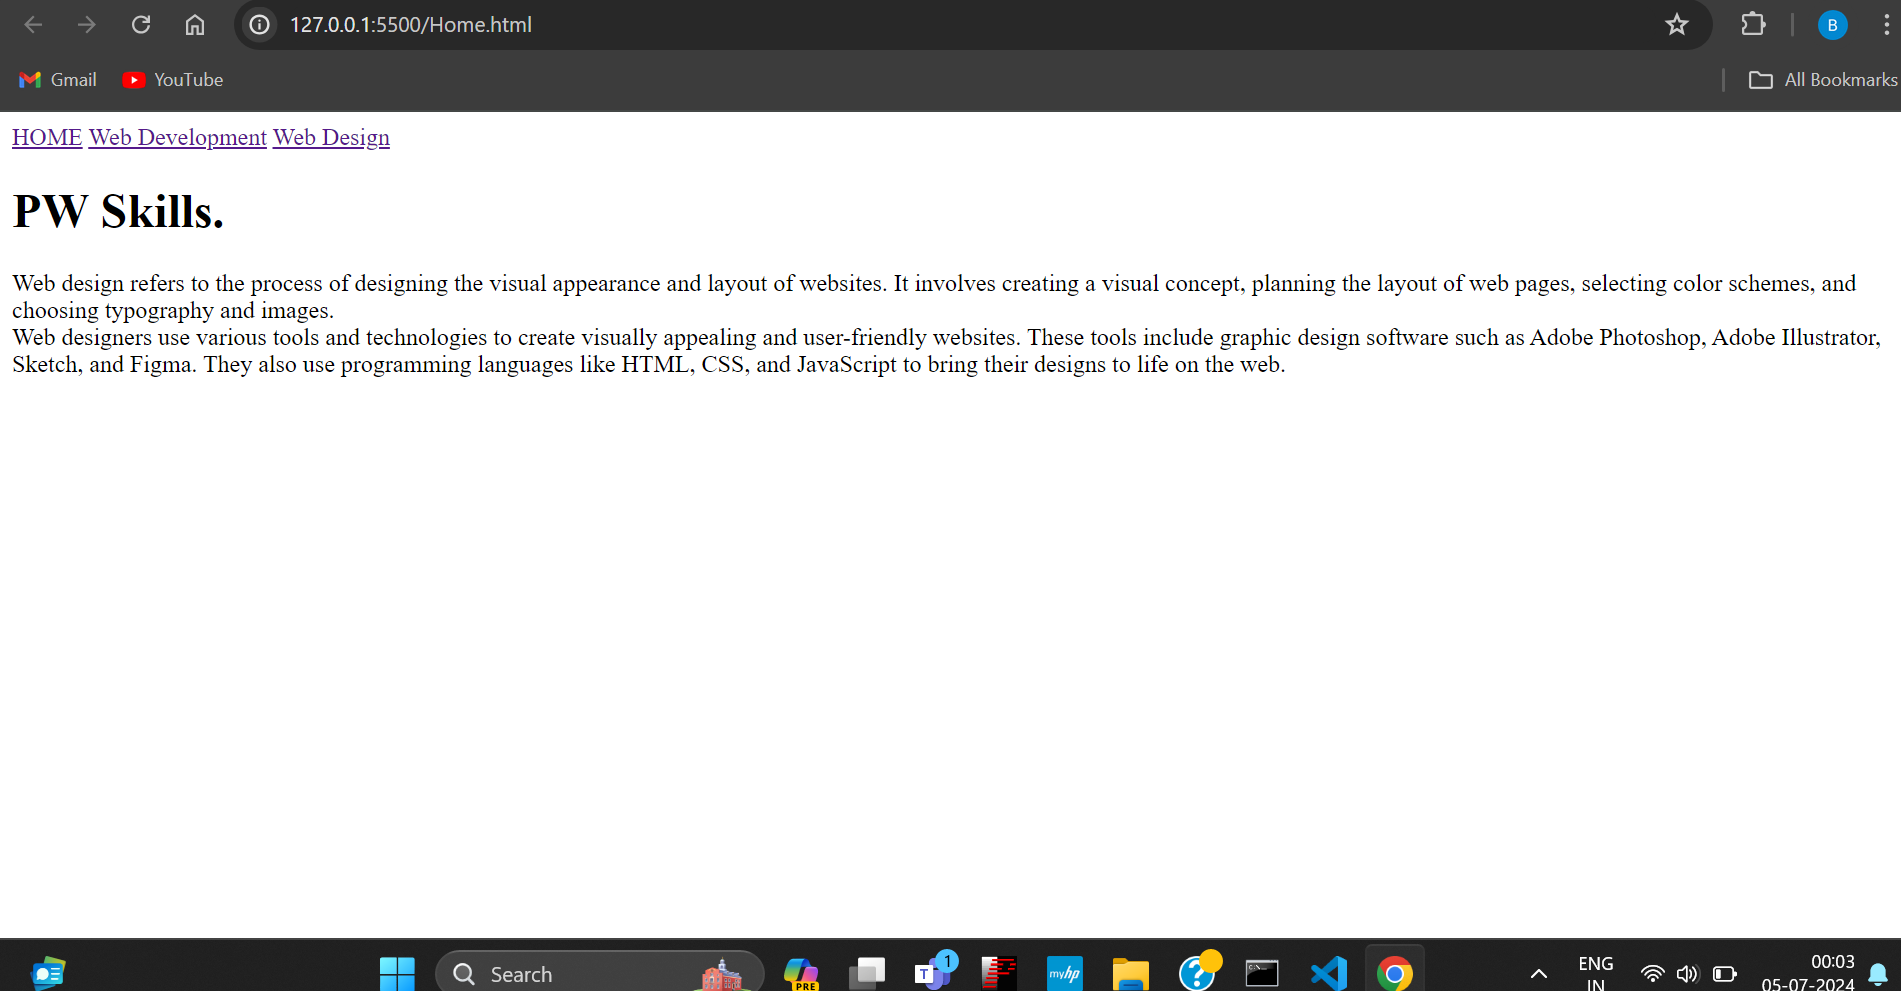 127.0.0.1:5500/Home.html
B
Gmail YouTube All Bookmarks
HOME Web Development Web Design
PW Skills.
Web design refers to the process of designing the visual appearance and layout of websites. It involves creating a visual concept, planning the layout of web pages, selecting color schemes, and
choosing typography and images.
Web designers use various tools and technologies to create visually appealing and user-friendly websites. These tools include graphic design software such as Adobe Photoshop, Adobe Illustrator,
Sketch, and Figma. They also use programming languages like HTML, CSS, and JavaScript to bring their designs to life on the web.
Search
PRE
T
1
myhp
C:\
ENG
IN
00:03
05-07-2024